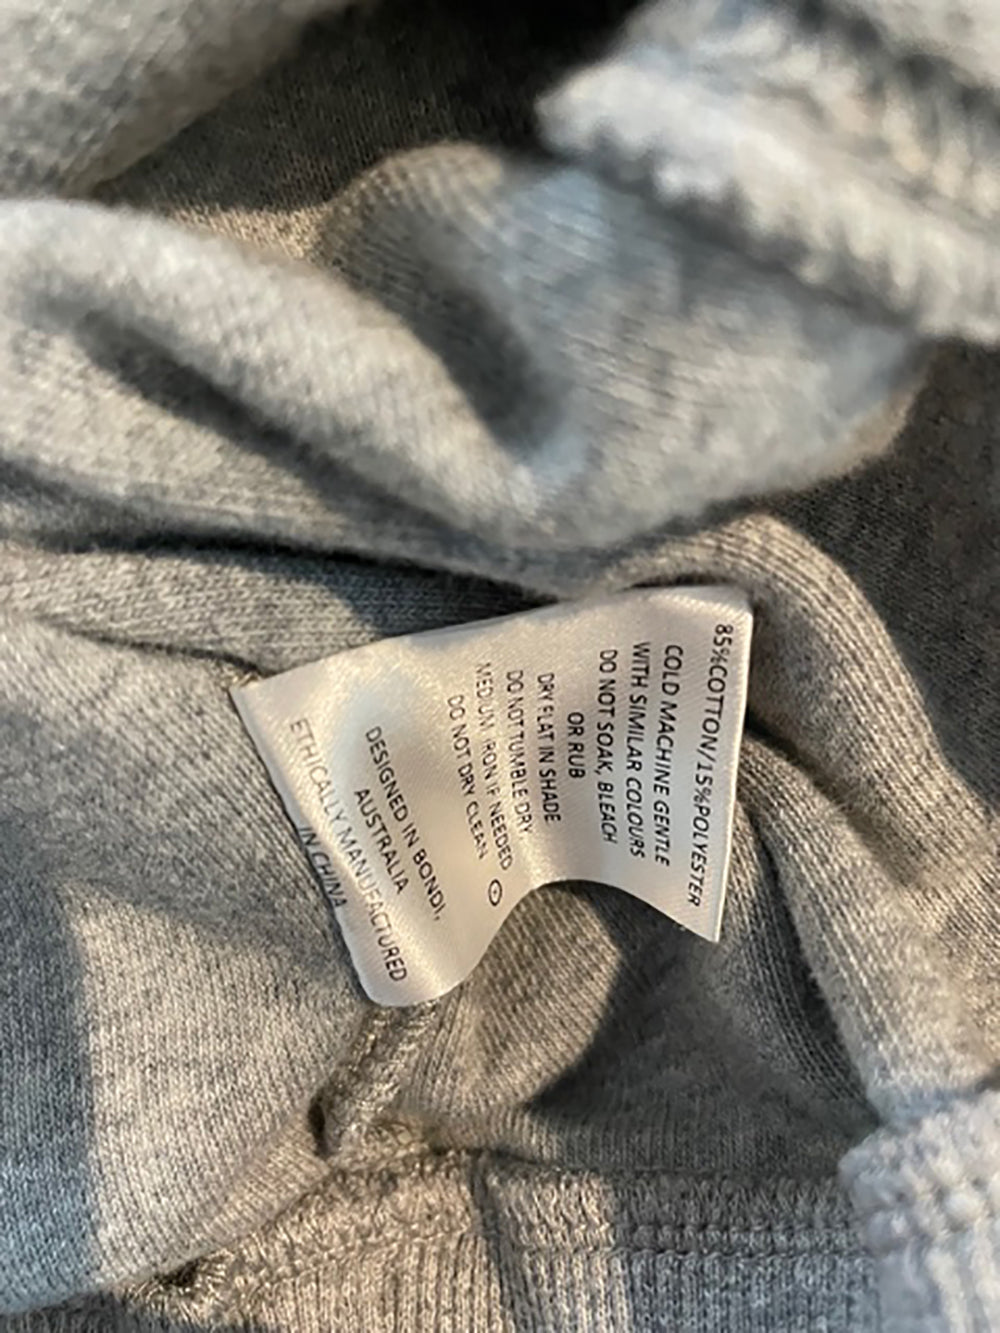 85%COTTON/15%POLYESTER
COLD MACHINE GENTLE
WITH SIMILAR COLOURS
DO NOT SOAK, BLEACH
OR RUB
DRY FLAT IN SHADE
DO NOT TUMBLE DRY
MEDIUM IRON IF NEEDED
DO NOT DRY CLEAN
DESIGNED IN BONDI,
AUSTRALIA
ETHICALLY MANUFACTURED
IN CHINA